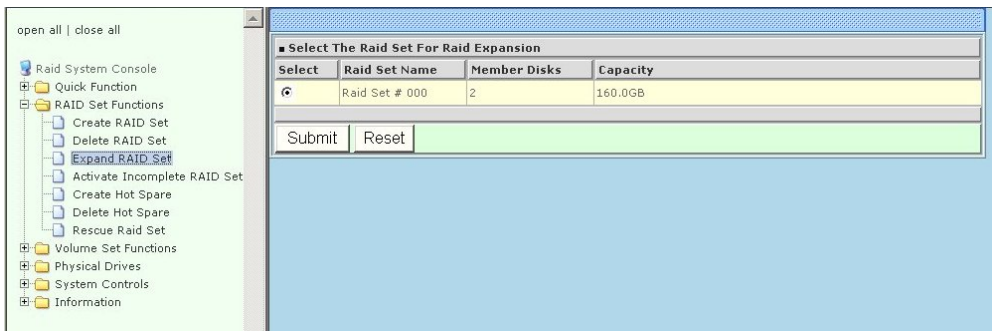 open all | close all
Raid System Console
Quick Function
RAID Set Functions
Create RAID Set
Delete RAID Set
Expand RAID Set
Activate Incomplete RAID Set
Create Hot Spare
Delete Hot Spare
Rescue Raid Set
Volume Set Functions
Physical Drives
System Controls
Information
Select The Raid Set For Raid Expansion
Select Raid Set Name Member Disks Capacity
Raid Set # 000 2 160.0GB
Submit Reset